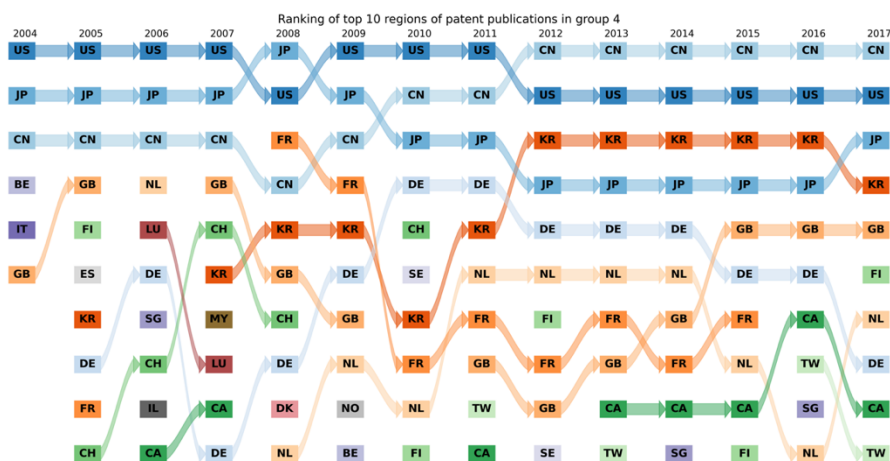 Ranking of top 10 regions of patent publications in group 4
2004 2005 2006 2007 2008 2009 2010 2011 2012 2013 2014 2015 2016 2017
US US US US JP US US US CN CN CN CN CN CN
JP JP JP JP US JP CN CN US US US US US US
CN CN CN CN FR CN JP JP KR KR KR KR KR JP
BE GB NL GB CN FR DE DE JP JP JP JP JP KR
IT FI LU CH KR KR CH KR DE DE DE GB GB GB
GB ES DE KR GB DE SE NL NL NL NL DE DE FI
KR SG MY CH GB KR FR FI FR GB FR CA NL
DE CH LU DE NL FR GB FR GB FR NL TW DE
FR IL CA DK NO NL TW GB CA CA CA SG CA
CH CA DE NL BE FI CA SE TW SG FI NL TW